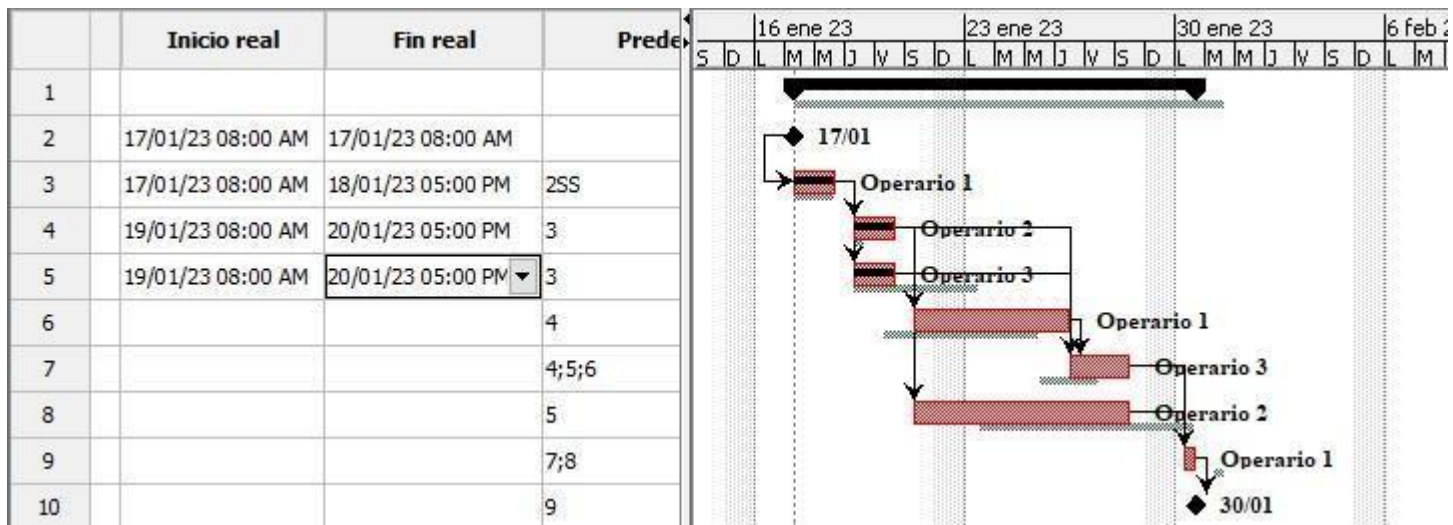 Inicio real Fin real Prede
16 ene 23 23 ene 23 30 ene 23 6 feb 2
S D L M M J V S D L M M J V S D L M M J V S D L M
1
2 17/01/23 08:00 AM 17/01/23 08:00 AM 17/01
3 17/01/23 08:00 AM 18/01/23 05:00 PM 2SS Operario 1
4 19/01/23 08:00 AM 20/01/23 05:00 PM 3 Operario 2
5 19/01/23 08:00 AM 20/01/23 05:00 PM 3 Operario 3
6 4 Operario 1
7 4;5;6 Operario 3
8 5 Operario 2
9 7;8 Operario 1
10 9 30/01